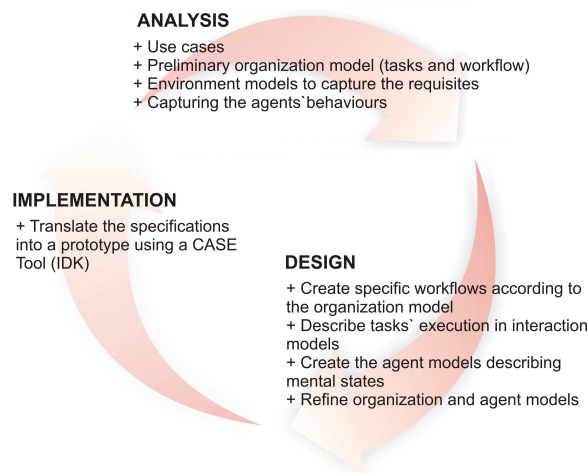 ANALYSIS
+ Use cases
+ Preliminary organization model (tasks and workflow)
+ Environment models to capture the requisites
+ Capturing the agents`behaviours
IMPLEMENTATION
+ Translate the specifications
into a prototype using a CASE
Tool (IDK)
DESIGN
+ Create specific workflows according to
the organization model
+ Describe tasks` execution in interaction
models
+ Create the agent models describing
mental states
+ Refine organization and agent models